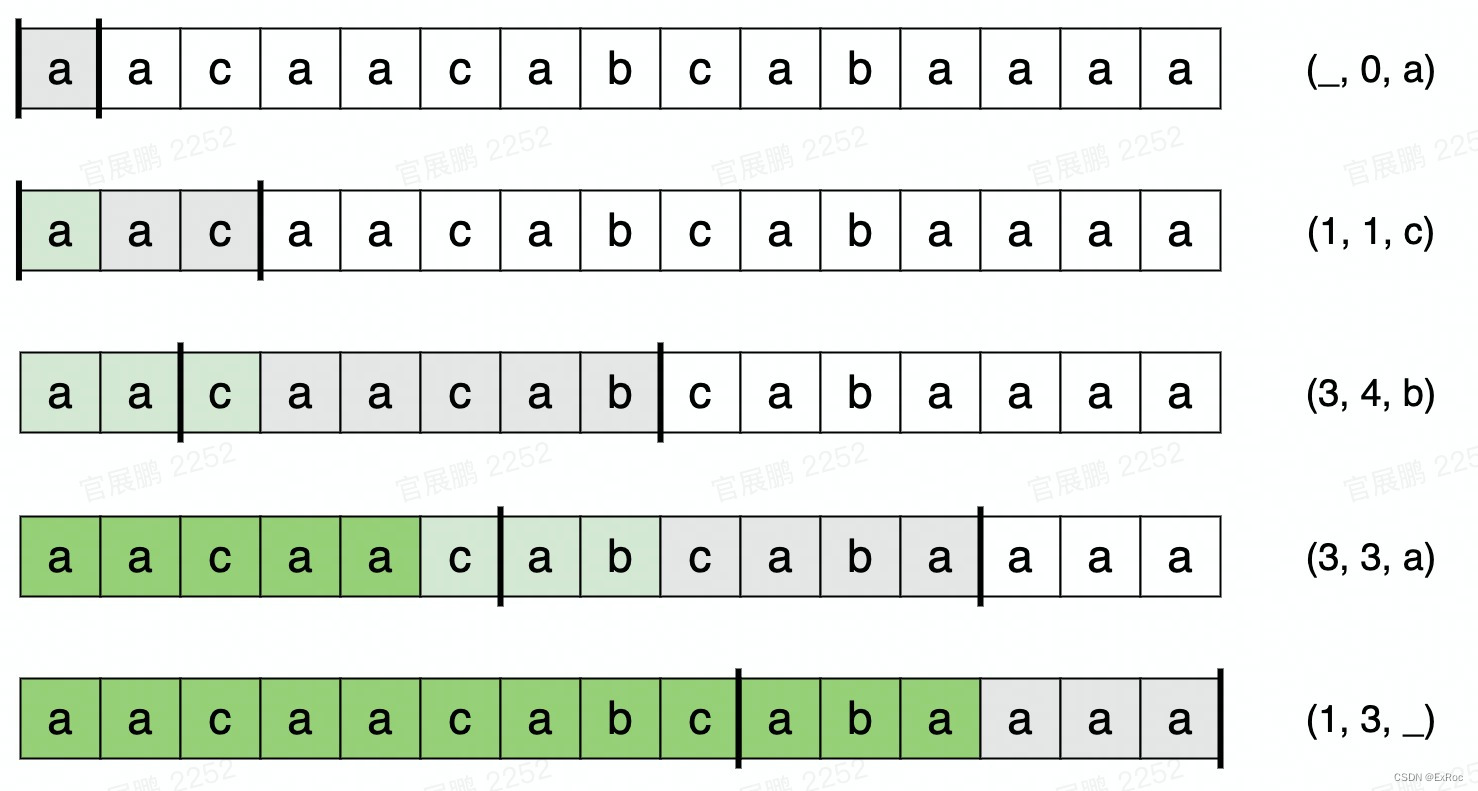 a a c a a c a b c a b a a a a (_, 0, a)
官展鹏 2252 官展鹏 2252 官展鹏 2252 官展鹏 2252 官展鹏 225
a a c a a c a b c a b a a a a (1, 1, c)
a a c a a c a b c a b a a a a (3, 4, b)
官展鹏 2252 官展鹏 2252 官展鹏 2252 官展鹏 2252 官展鹏 225
a a c a a c a b c a b a a a a (3, 3, a)
a a c a a c a b c a b a a a a (1, 3, _)
官展鹏 2252 官展鹏 2252 官展鹏 2252 官展鹏 2252
CSDN @ExRoc